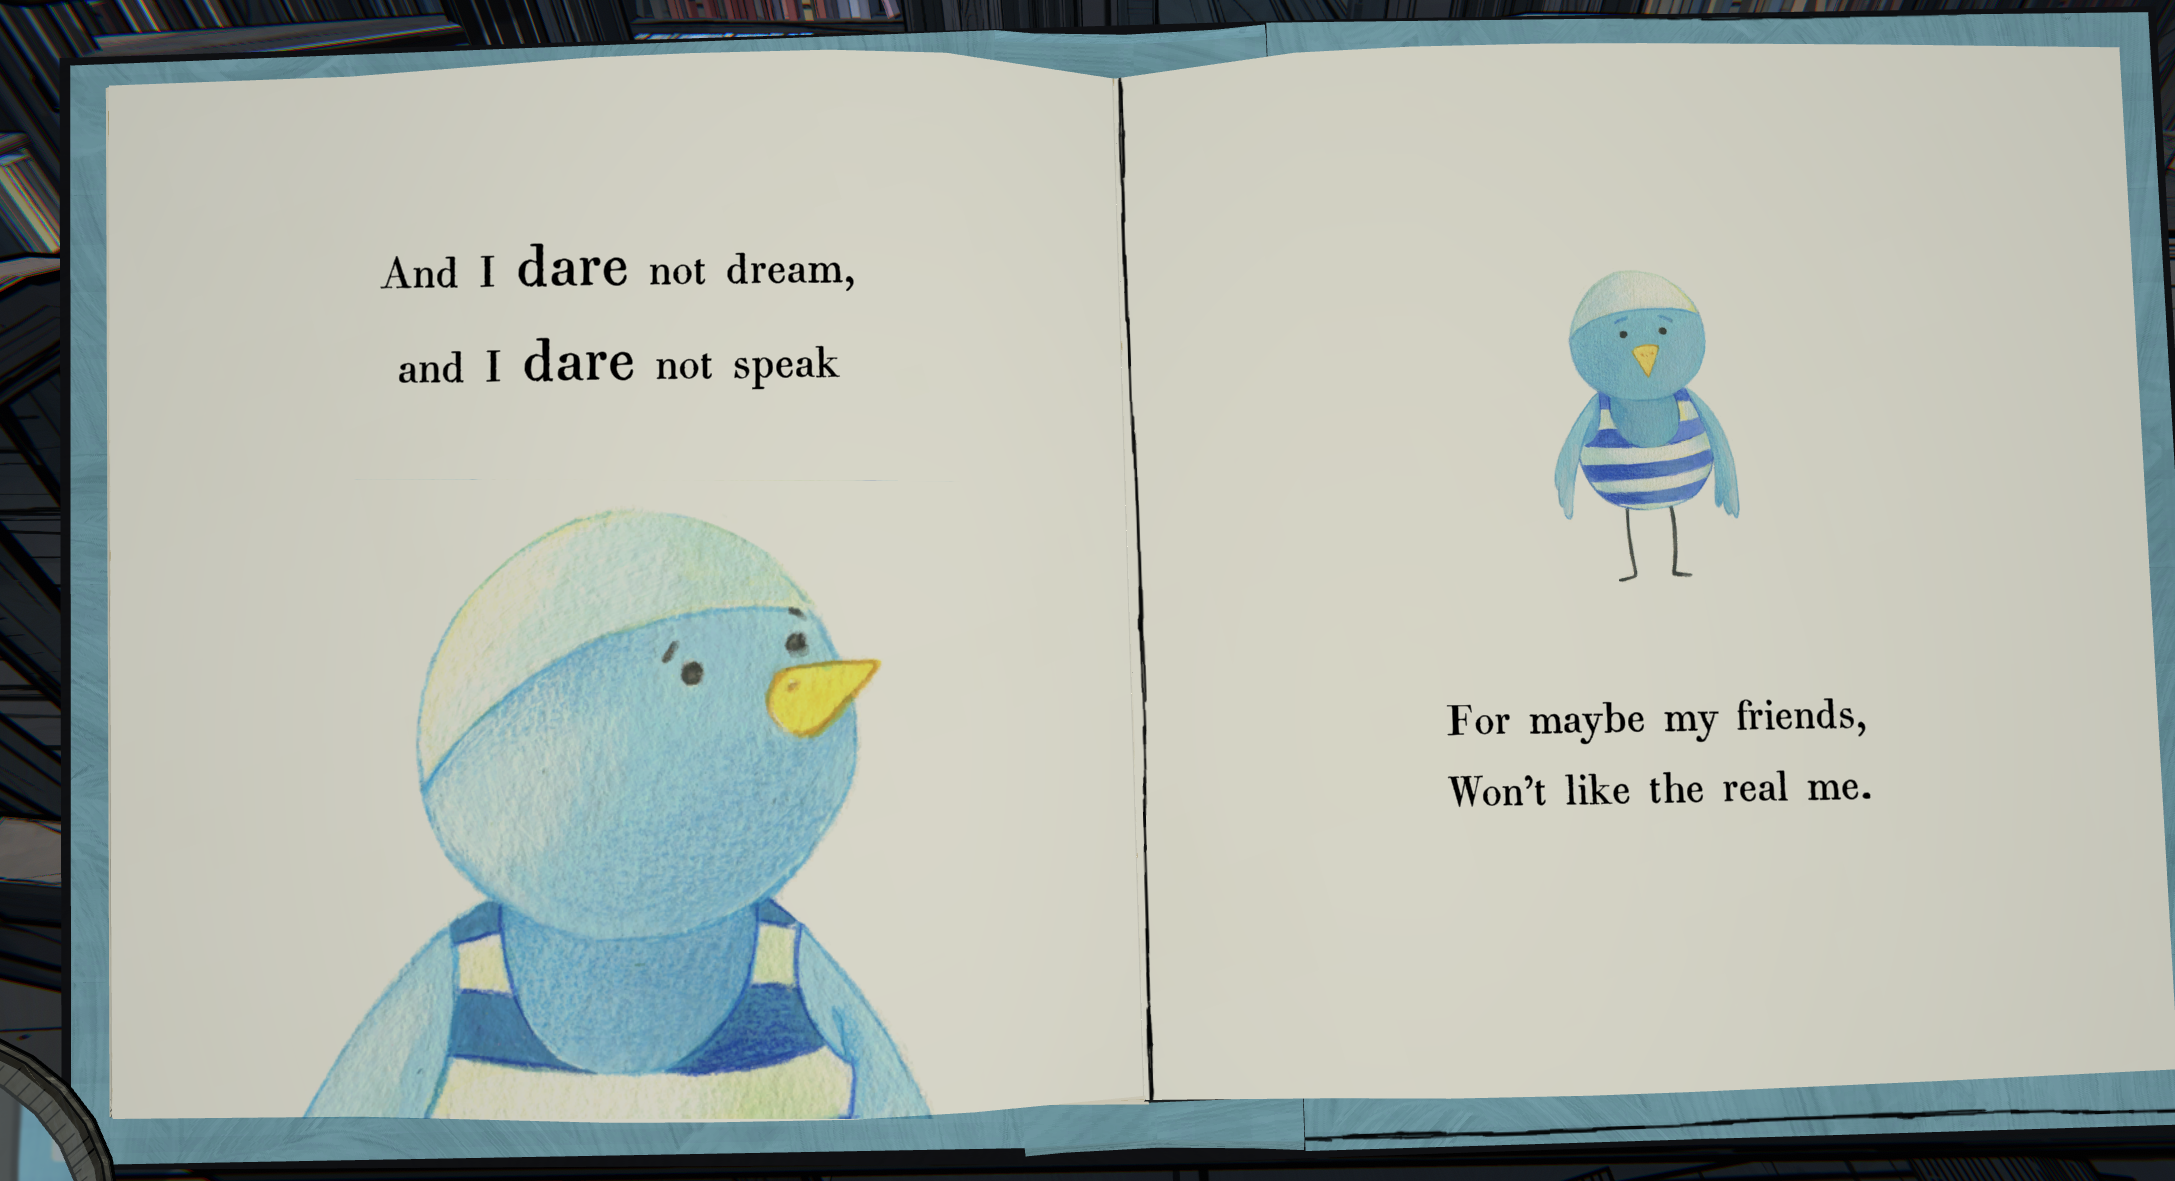 And I dare not dream,
and I dare not speak
For maybe my friends,
Won't like the real me.